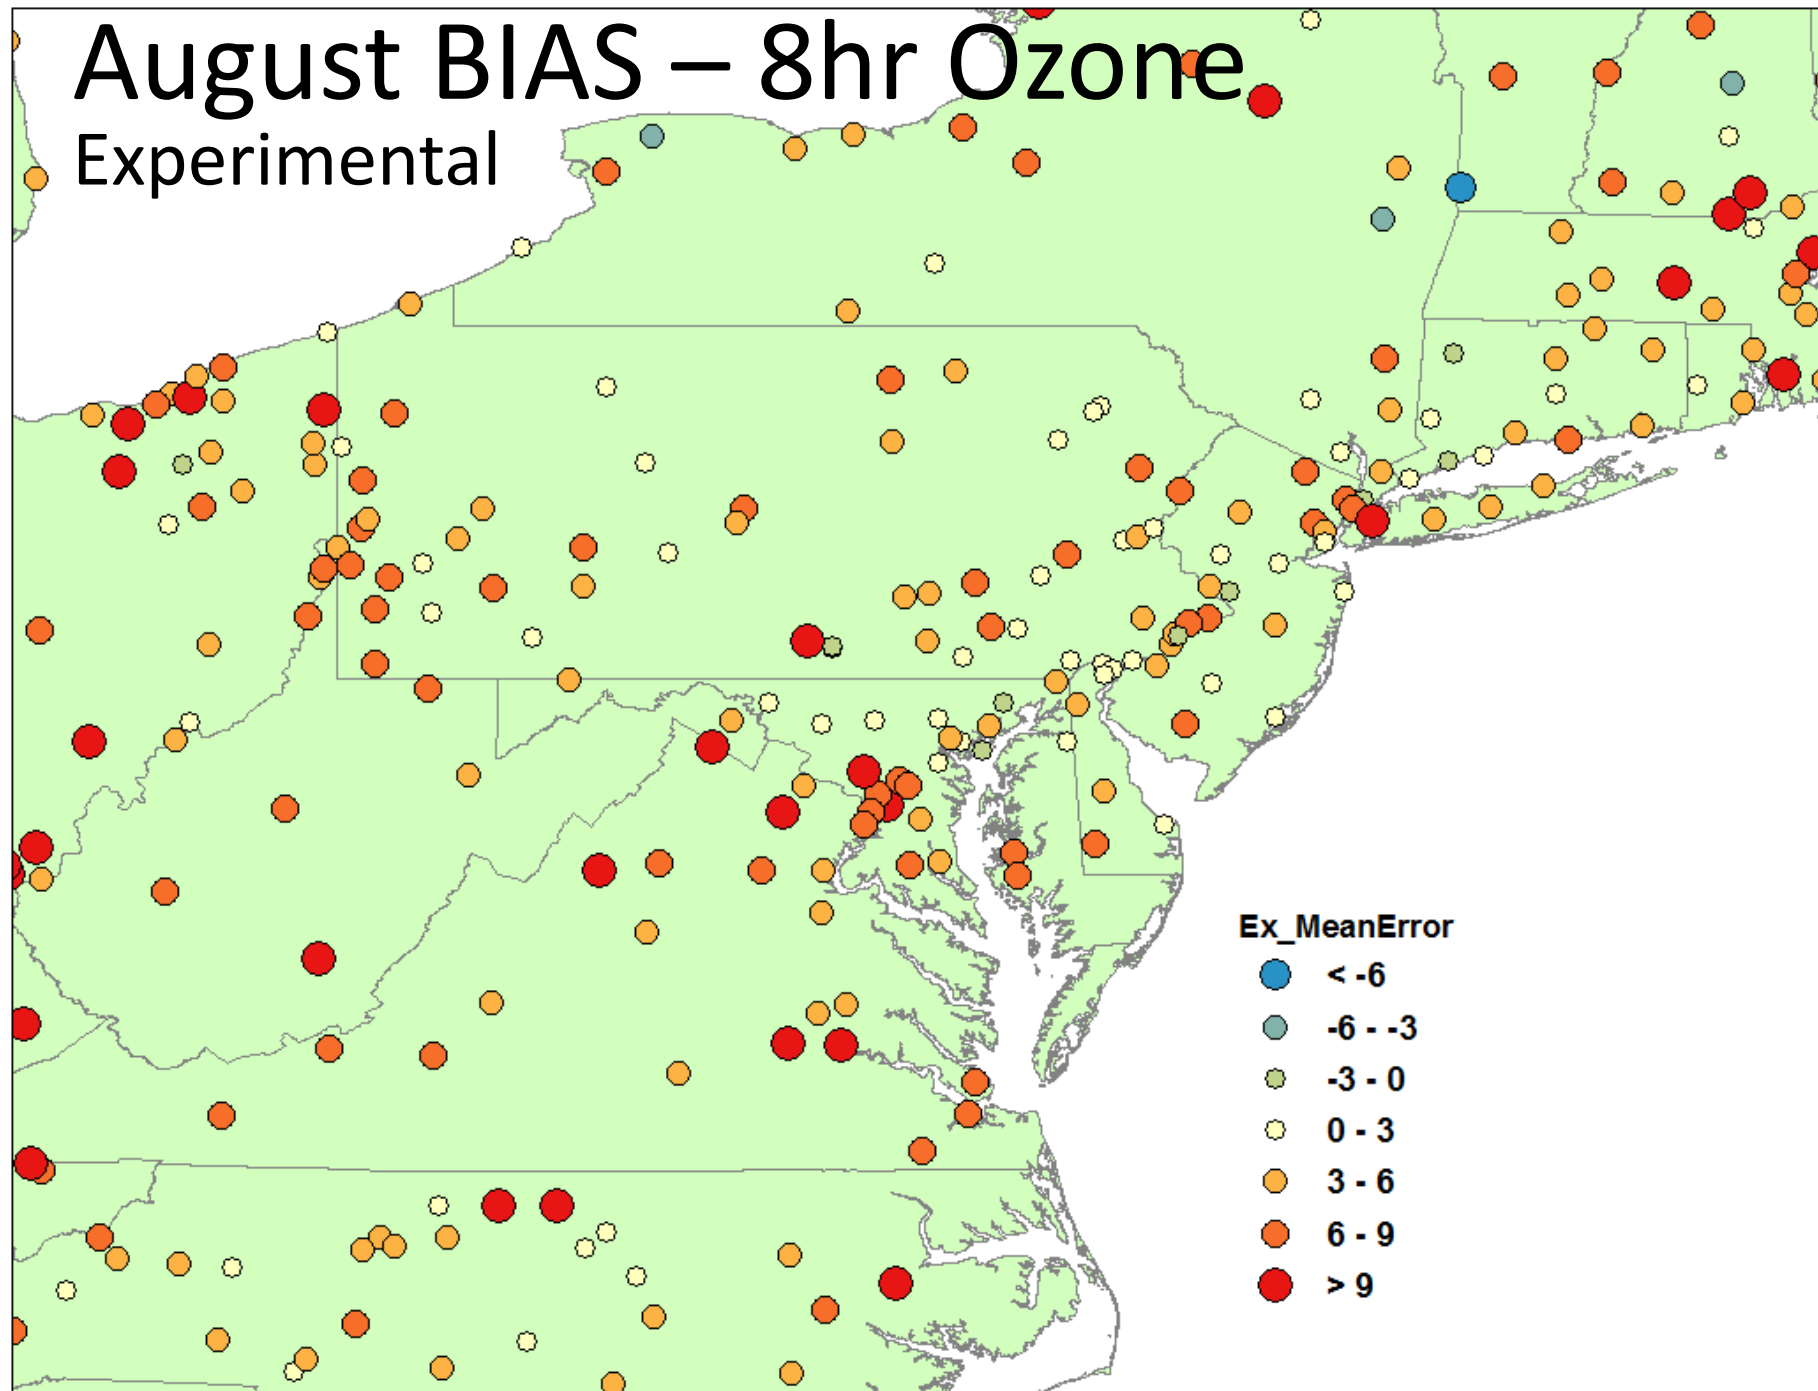 August BIAS – 8hr Ozone
Experimental
Ex_MeanError
< -6
-6 - -3
-3 - 0
0 - 3
3 - 6
6 - 9
> 9